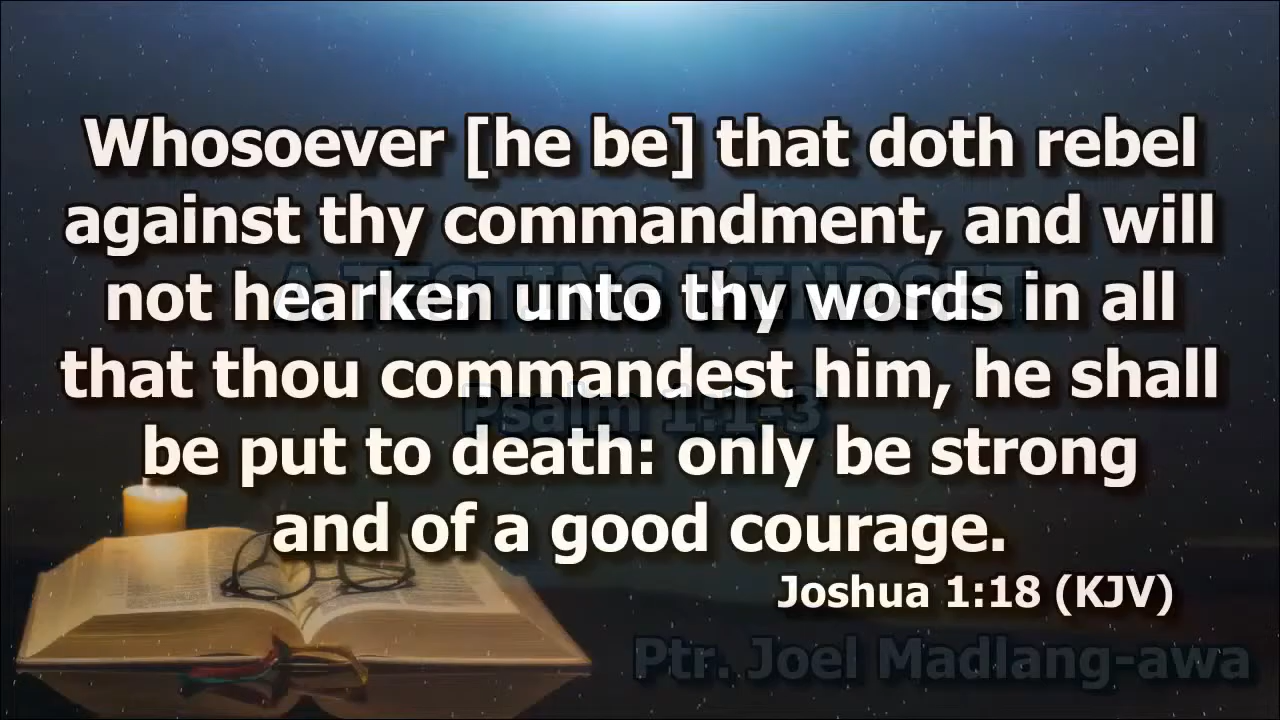 Whosoever [he be] that doth rebel
against thy commandment, and will
A TESTING MINDSET
not hearken unto thy words in all
that thou commandest him, he shall
Psalm 1:1-3
be put to death: only be strong
and of a good courage.
Joshua 1:18 (KJV)
Ptr. Joel Madlang-awa